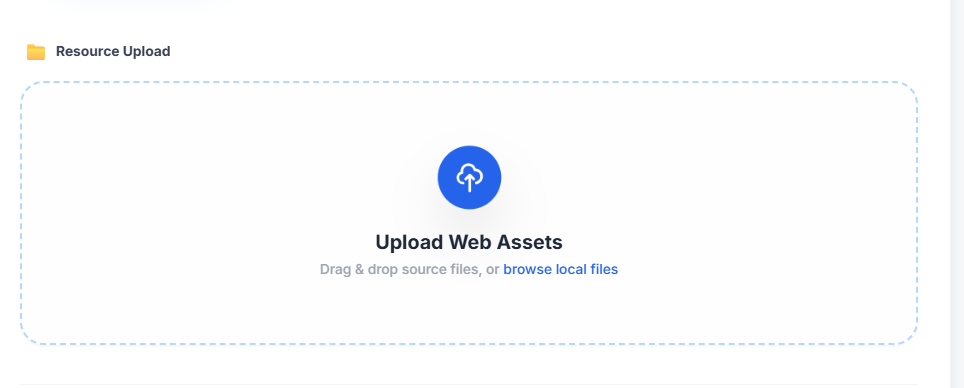 Resource Upload
Upload Web Assets
Drag & drop source files, or browse local files